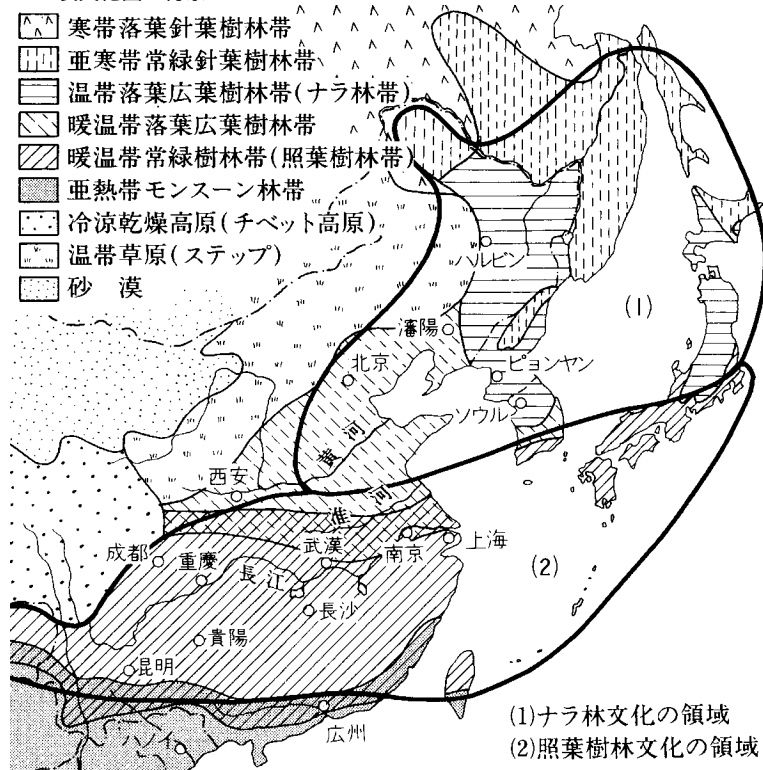 寒帯落葉針葉樹林帯
亜寒帯常緑針葉樹林帯
温帯落葉広葉樹林帯(ナラ林帯)
暖温帯落葉広葉樹林帯
暖温帯常緑樹林帯(照葉樹林帯)
亜熱帯モンスーン林帯
冷涼乾燥高原(チベット高原)
温帯草原(ステップ)
砂漠
ハルビン
(1)
瀋陽
北京
ピョンヤン
ソウル
黄河
西安
淮河
成都
重慶
武漢
南京
上海
長江
(2)
長沙
貴陽
昆明
広州
ハノイ
(1)ナラ林文化の領域
(2)照葉樹林文化の領域